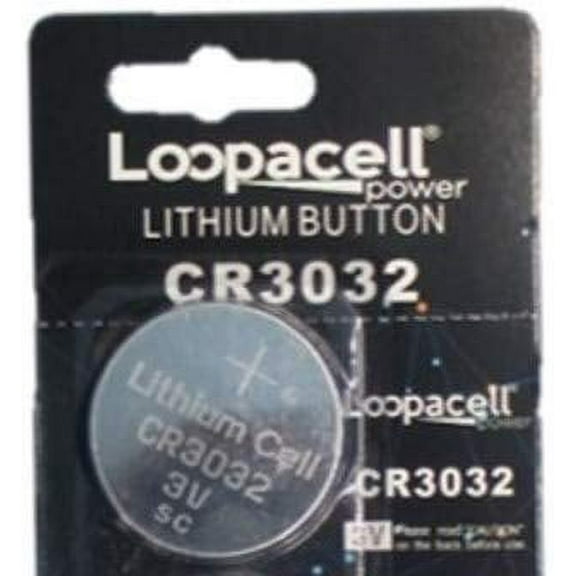 Loopacell®
power
LITHIUM BUTTON
CR3032
+
Lithium Cell
CR3032
3V
SC
Loopacell®
power
CR3032
3V Please read CAUTION
on the back before use.